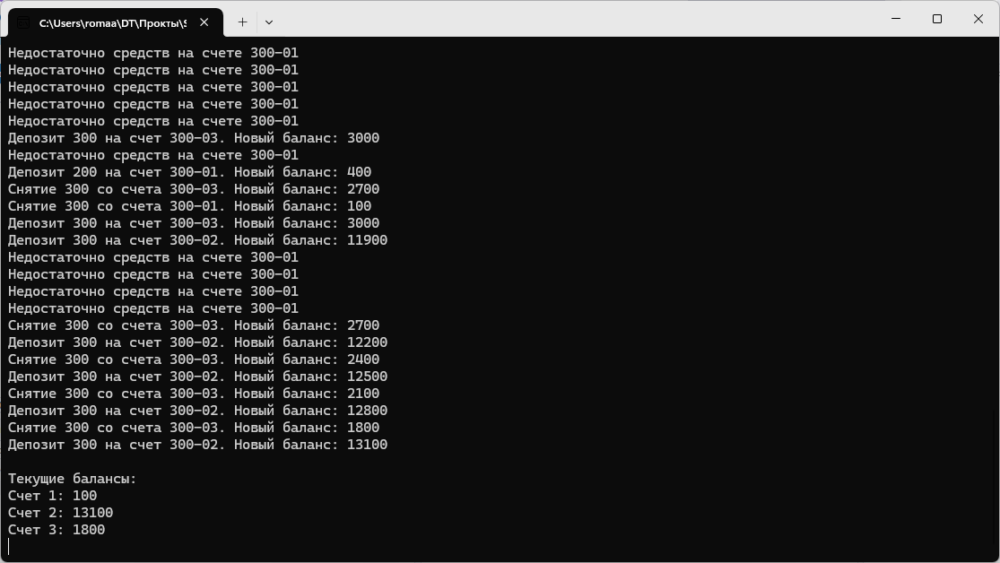 C:\Users\romaa\DT\Прокты\S
Недостаточно средств на счете 300-01
Недостаточно средств на счете 300-01
Недостаточно средств на счете 300-01
Недостаточно средств на счете 300-01
Недостаточно средств на счете 300-01
Депозит 300 на счет 300-03. Новый баланс: 3000
Недостаточно средств на счете 300-01
Депозит 200 на счет 300-01. Новый баланс: 400
Снятие 300 со счета 300-03. Новый баланс: 2700
Снятие 300 со счета 300-01. Новый баланс: 100
Депозит 300 на счет 300-03. Новый баланс: 3000
Депозит 300 на счет 300-02. Новый баланс: 11900
Недостаточно средств на счете 300-01
Недостаточно средств на счете 300-01
Недостаточно средств на счете 300-01
Недостаточно средств на счете 300-01
Снятие 300 со счета 300-03. Новый баланс: 2700
Депозит 300 на счет 300-02. Новый баланс: 12200
Снятие 300 со счета 300-03. Новый баланс: 2400
Депозит 300 на счет 300-02. Новый баланс: 12500
Снятие 300 со счета 300-03. Новый баланс: 2100
Депозит 300 на счет 300-02. Новый баланс: 12800
Снятие 300 со счета 300-03. Новый баланс: 1800
Депозит 300 на счет 300-02. Новый баланс: 13100
Текущие балансы:
Счет 1: 100
Счет 2: 13100
Счет 3: 1800